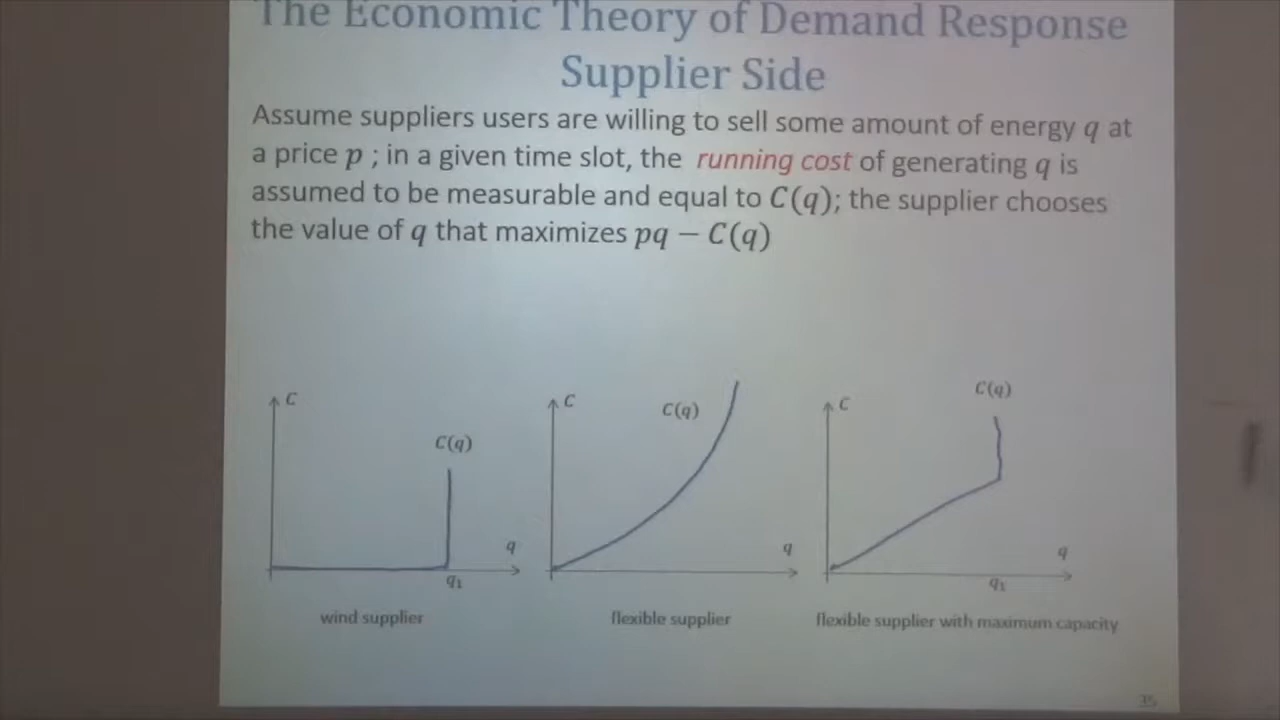 The Economic Theory of Demand Response
Supplier Side
Assume suppliers users are willing to sell some amount of energy q at
a price p ; in a given time slot, the running cost of generating q is
assumed to be measurable and equal to C(q); the supplier chooses
the value of q that maximizes pq − C(q)
C
C(q)
q
q₁
wind supplier
C
C(q)
q
flexible supplier
C
C(q)
q
q₁
flexible supplier with maximum capacity